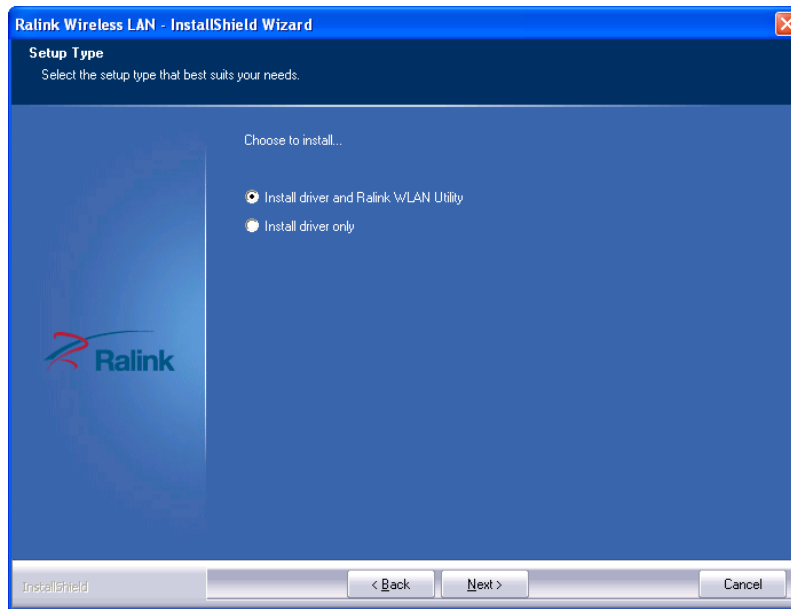 Ralink Wireless LAN - InstallShield Wizard
Setup Type
Select the setup type that best suits your needs.
Choose to install...
Install driver and Ralink WLAN Utility
Install driver only
Ralink
InstallShield
< Back
Next >
Cancel